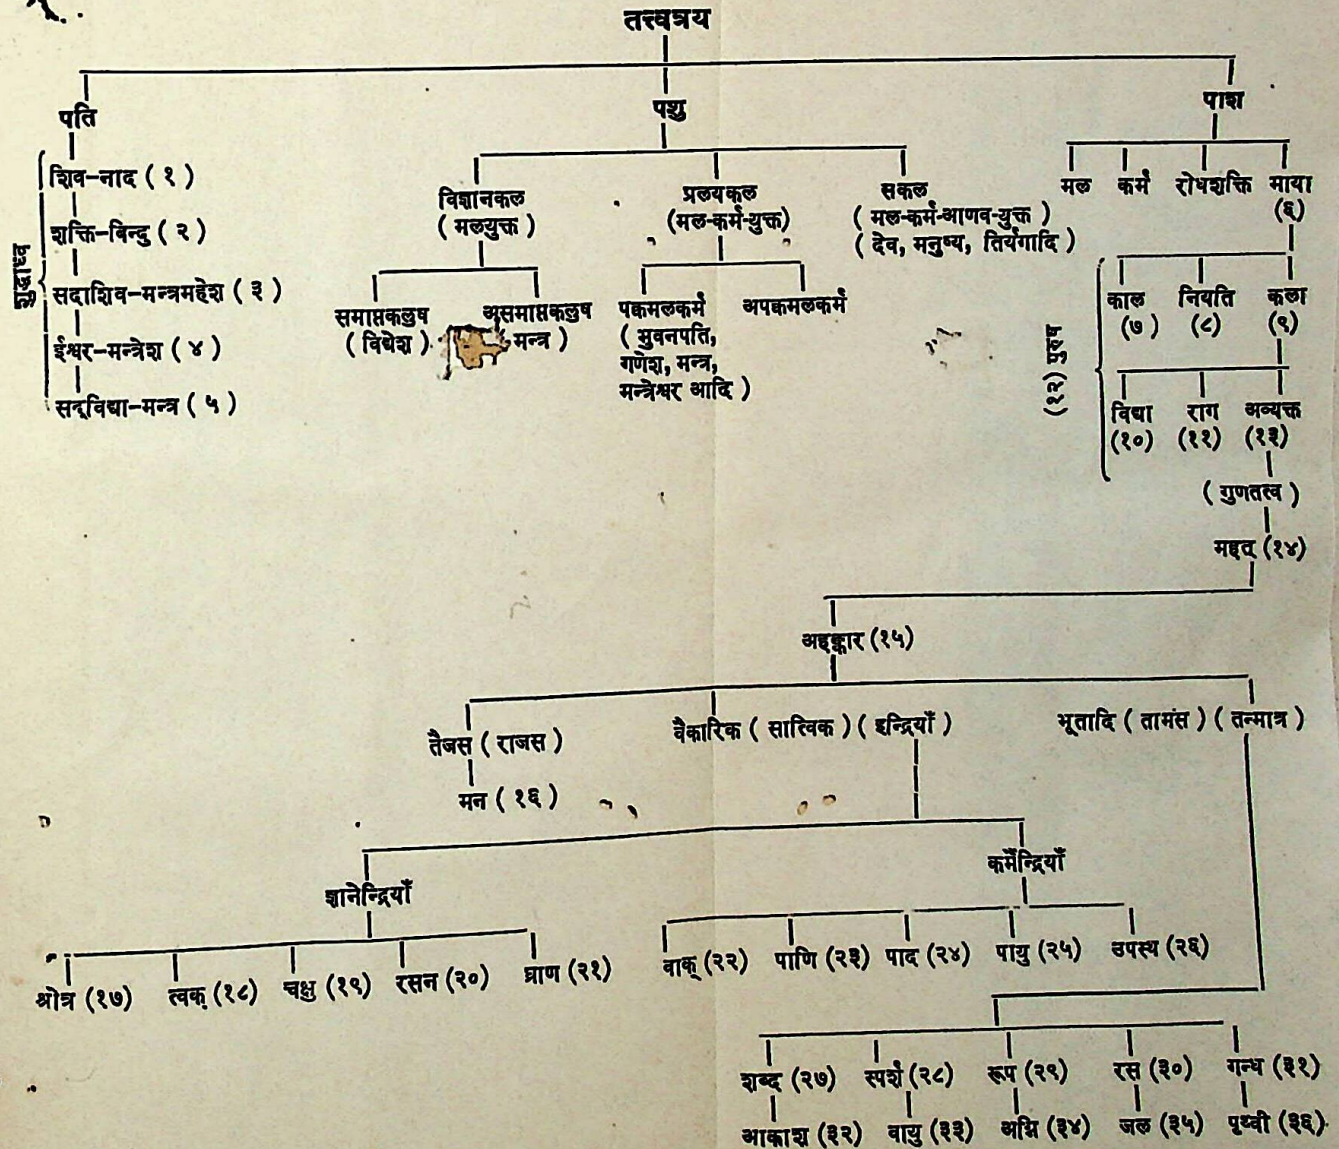 तत्त्वत्रय
पति
पशु
पाश
शुद्धाध्व
शिव-नाद ( १ )
शक्ति-बिन्दु ( २ )
सदाशिव-मन्त्रमहेश ( ३ )
ईश्वर-मन्त्रेश ( ४ )
सद्विद्या-मन्त्र ( ५ )
विज्ञानकल
( मलयुक्त )
प्रलयकल
(मल-कर्म-युक्त)
सकल
( मल-कर्म-आणव-युक्त )
( देव, मनुष्य, तिर्यगादि )
समाप्तकलुष
( विद्येश )
असमाप्तकलुष
मन्त्र )
पक्वमलकर्म
( भुवनपति,
गणेश, मन्त्र,
मन्त्रेश्वर आदि )
अपक्वमलकर्म
मल कर्म रोधशक्ति माया
(६)
(१२) पुरुष
काल नियति कला
(७) (८) (९)
विद्या राग अव्यक्त
(१०) (११) (१३)
( गुणतत्त्व )
महत् (१४)
अहङ्कार (१५)
तैजस ( राजस )
वैकारिक ( सात्त्विक ) ( इन्द्रियाँ )
भूतादि ( तामंस ) ( तन्मात्र )
मन ( १६ )
ज्ञानेन्द्रियाँ
कर्मेन्द्रियाँ
श्रोत्र (१७) त्वक् (१८) चक्षु (१९) रसन (२०) घ्राण (२१)
वाक् (२२) पाणि (२३) पाद (२४) पायु (२५) उपस्थ (२६)
शब्द (२७) स्पर्श (२८) रूप (२९) रस (३०) गन्ध (३१)
आकाश (३२) वायु (३३) अग्नि (३४) जल (३५) पृथ्वी (३६)